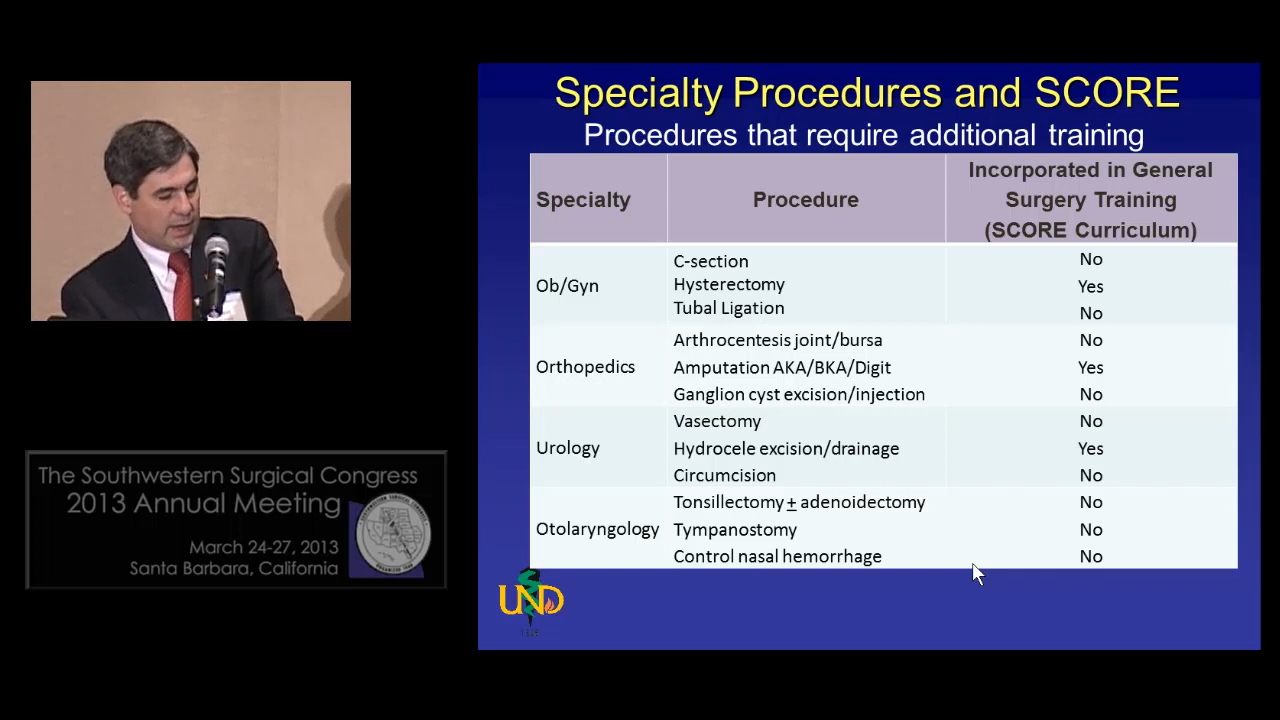 Specialty Procedures and SCORE
Procedures that require additional training
Specialty Procedure Incorporated in General Surgery Training (SCORE Curriculum)
Ob/Gyn
C-section No
Hysterectomy Yes
Tubal Ligation No
Orthopedics
Arthrocentesis joint/bursa No
Amputation AKA/BKA/Digit Yes
Ganglion cyst excision/injection No
Urology
Vasectomy No
Hydrocele excision/drainage Yes
Circumcision No
Otolaryngology
Tonsillectomy ± adenoidectomy No
Tympanostomy No
Control nasal hemorrhage No
UND
The Southwestern Surgical Congress
2013 Annual Meeting
March 24-27, 2013
Santa Barbara, California